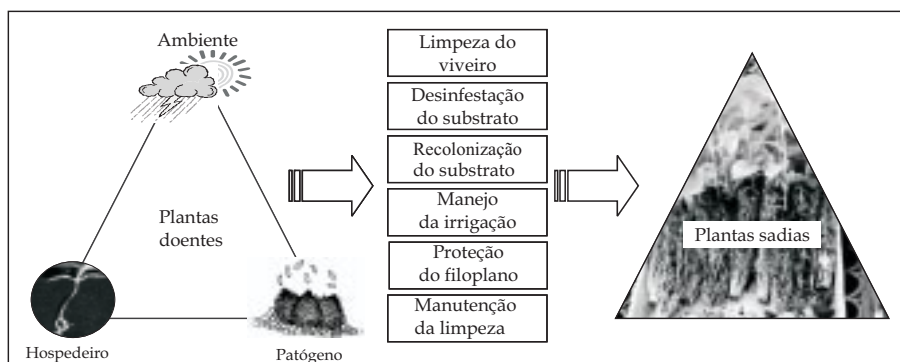 Ambiente
Plantas
doentes
Hospedeiro
Patógeno
Limpeza do
viveiro
Desinfestação
do substrato
Recolonização
do substrato
Manejo
da irrigação
Proteção
do filoplano
Manutenção
da limpeza
Plantas sadias